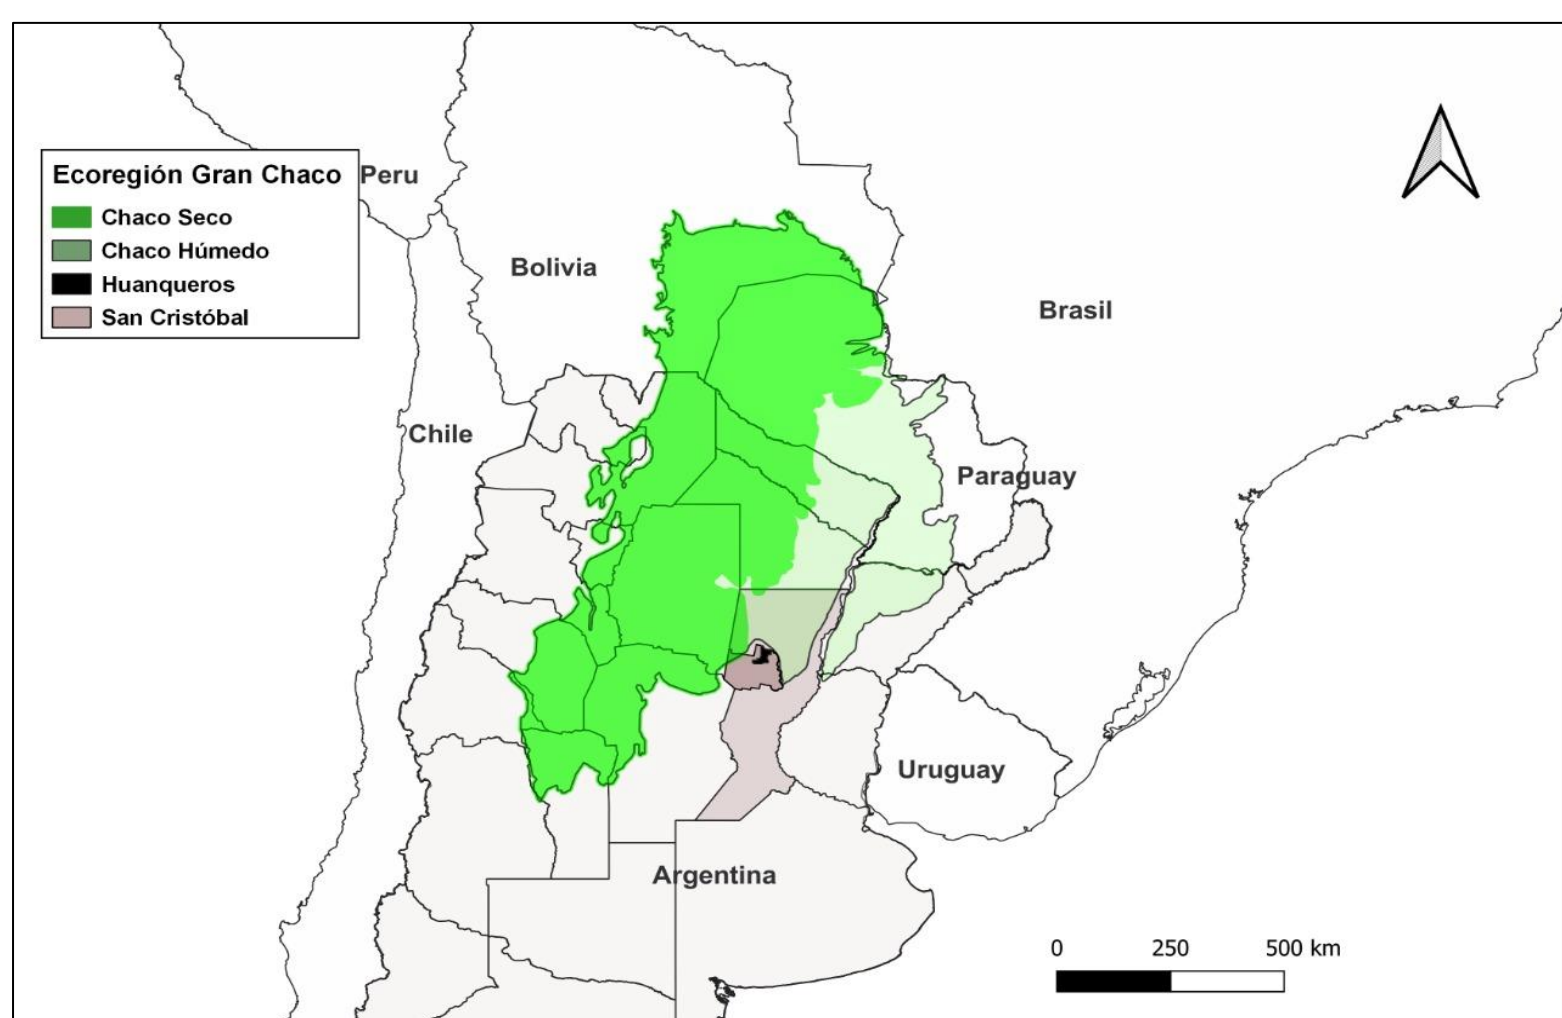 Ecoregión Gran Chaco
Chaco Seco
Chaco Húmedo
Huanqueros
San Cristóbal
Peru
Bolivia
Brasil
Chile
Paraguay
Uruguay
Argentina
0 250 500 km